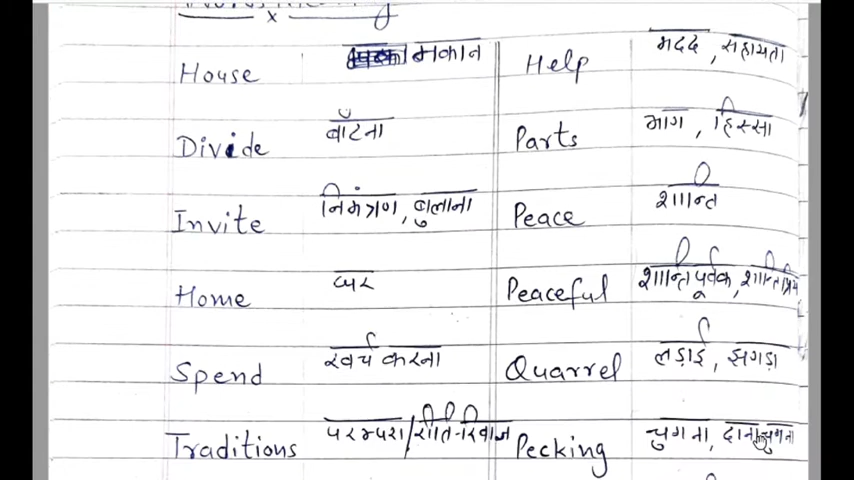 House मकान Help मदद, सहायता
Divide बाँटना Parts भाग, हिस्सा
Invite निमंत्रण, बुलाना Peace शान्ति
Home घर Peaceful शान्तिपूर्वक, शान्तिप्रिय
Spend खर्च करना Quarrel लड़ाई, झगड़ा
Traditions परम्परा/रीति-रिवाज Pecking चुगना, दाना चुगना